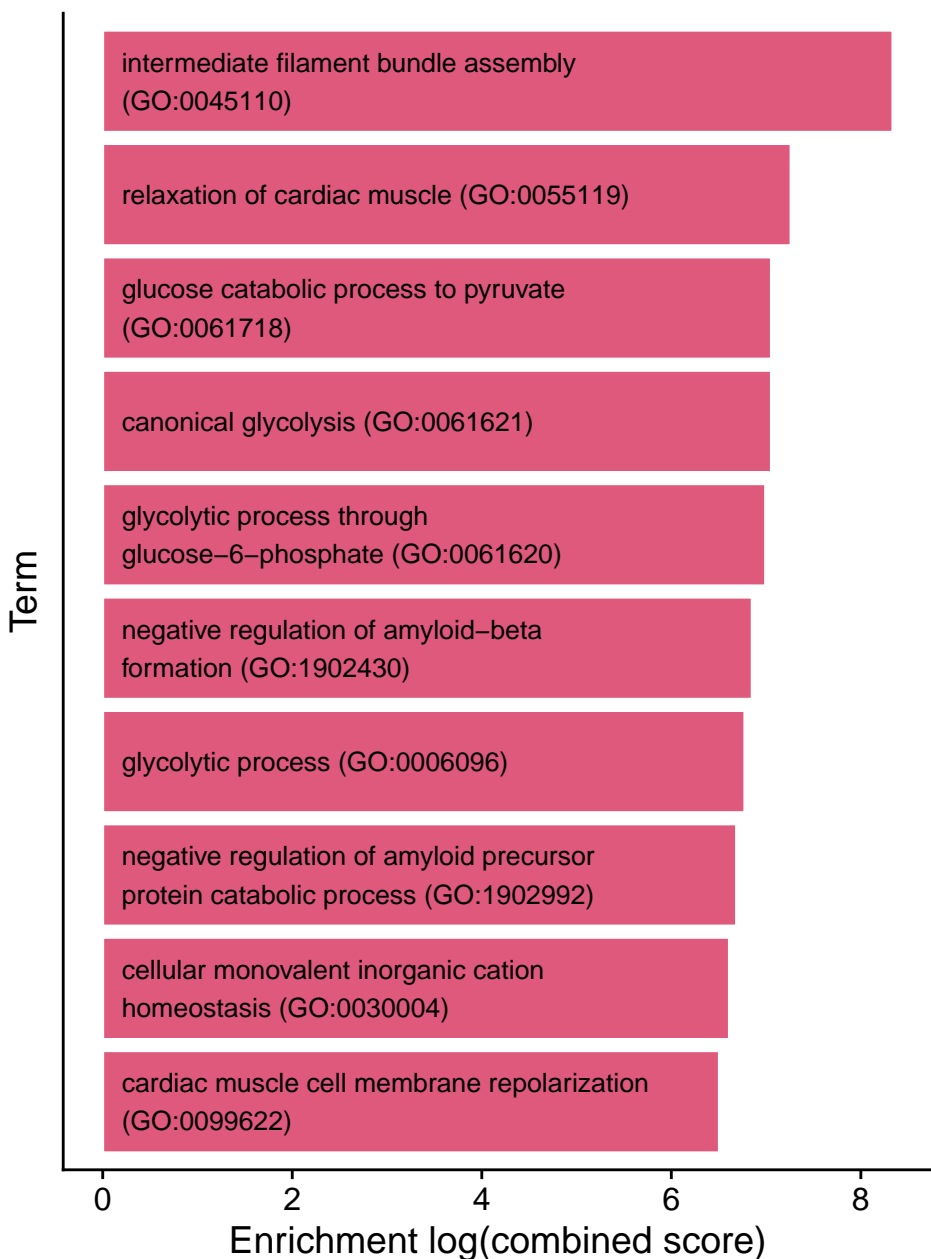 intermediate filament bundle assembly
(GO:0045110)
relaxation of cardiac muscle (GO:0055119)
glucose catabolic process to pyruvate
(GO:0061718)
canonical glycolysis (GO:0061621)
glycolytic process through
glucose−6−phosphate (GO:0061620)
negative regulation of amyloid−beta
formation (GO:1902430)
glycolytic process (GO:0006096)
negative regulation of amyloid precursor
protein catabolic process (GO:1902992)
cellular monovalent inorganic cation
homeostasis (GO:0030004)
cardiac muscle cell membrane repolarization
(GO:0099622)
Term
0 2 4 6 8
Enrichment log(combined score)